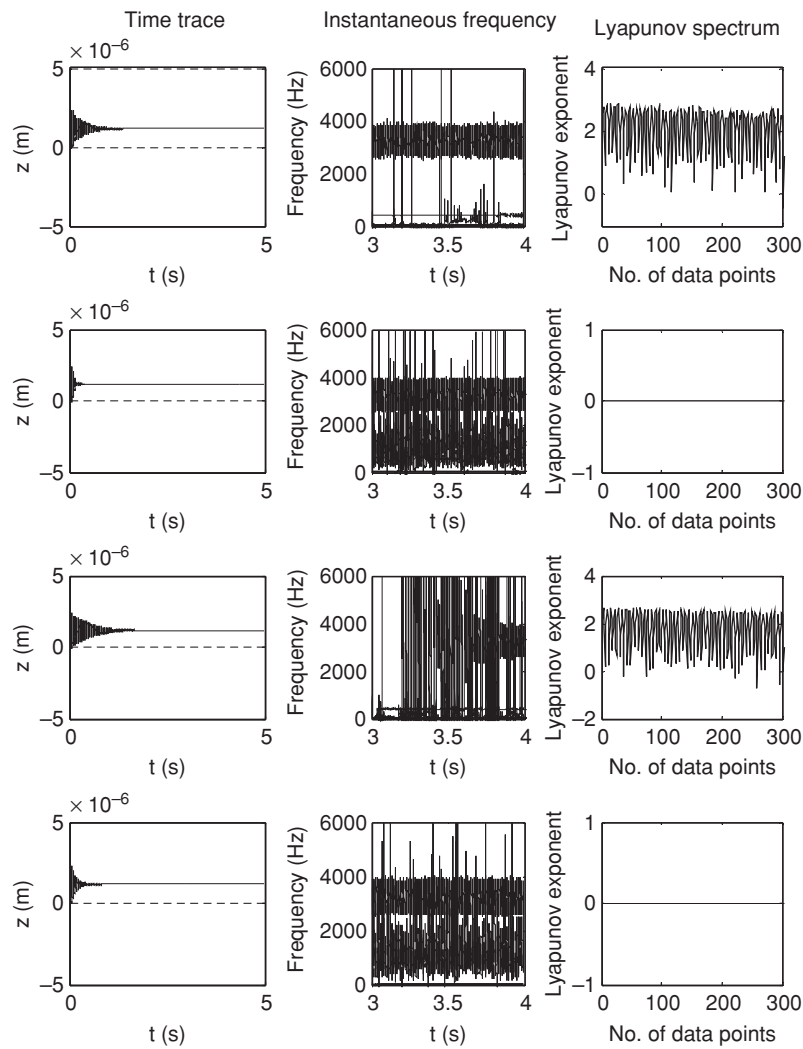 Time trace Instantaneous frequency Lyapunov spectrum
× 10⁻⁶
5
0
−5
z (m)
0 5
t (s)
6000
4000
2000
0
Frequency (Hz)
3 3.5 4
t (s)
4
2
0
Lyapunov exponent
0 100 200 300
No. of data points
× 10⁻⁶
5
0
−5
z (m)
0 5
t (s)
6000
4000
2000
0
Frequency (Hz)
3 3.5 4
t (s)
1
0
−1
Lyapunov exponent
0 100 200 300
No. of data points
× 10⁻⁶
5
0
−5
z (m)
0 5
t (s)
6000
4000
2000
0
Frequency (Hz)
3 3.5 4
t (s)
4
2
0
−2
Lyapunov exponent
0 100 200 300
No. of data points
× 10⁻⁶
5
0
−5
z (m)
0 5
t (s)
6000
4000
2000
0
Frequency (Hz)
3 3.5 4
t (s)
1
0
−1
Lyapunov exponent
0 100 200 300
No. of data points